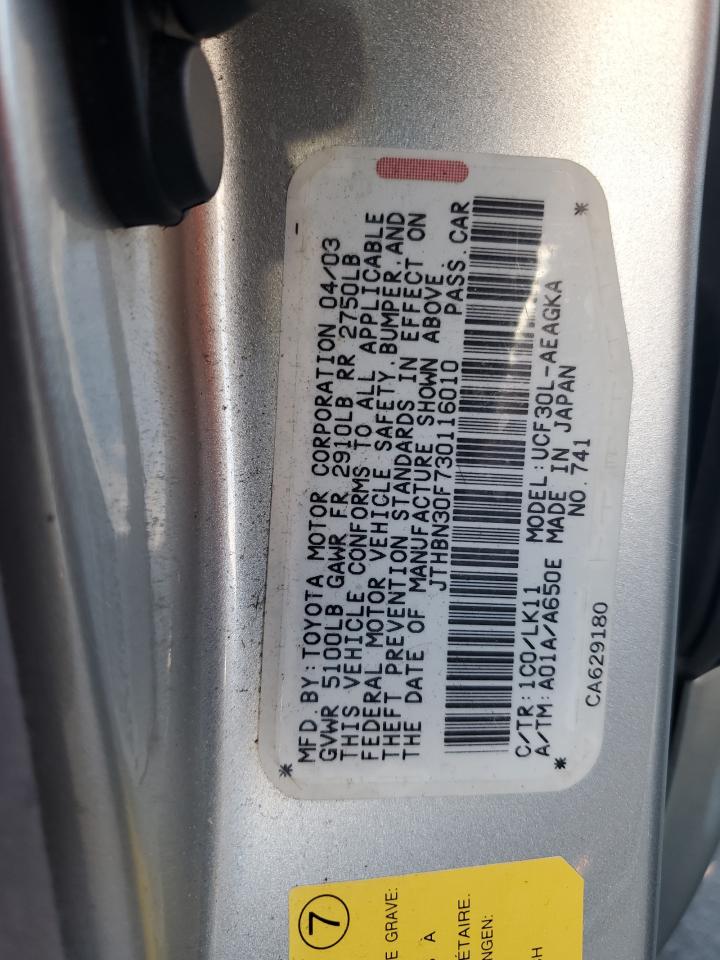 MFD. BY: TOYOTA MOTOR CORPORATION 04/03
GVWR 5100LB GAWR FR 2910LB RR 2750LB
THIS VEHICLE CONFORMS TO ALL APPLICABLE
FEDERAL MOTOR VEHICLE SAFETY, BUMPER, AND
THEFT PREVENTION STANDARDS IN EFFECT ON
THE DATE OF MANUFACTURE SHOWN ABOVE.
JTHBN30F730116010 PASS. CAR
C/TR: 1C0/LK11 MODEL: UCF30L-AEAGKA
A/TM: A01A/A650E MADE IN JAPAN
NO. 741
CA629180
7
E GRAVE:
A
ÉTAIRE.
NGEN: